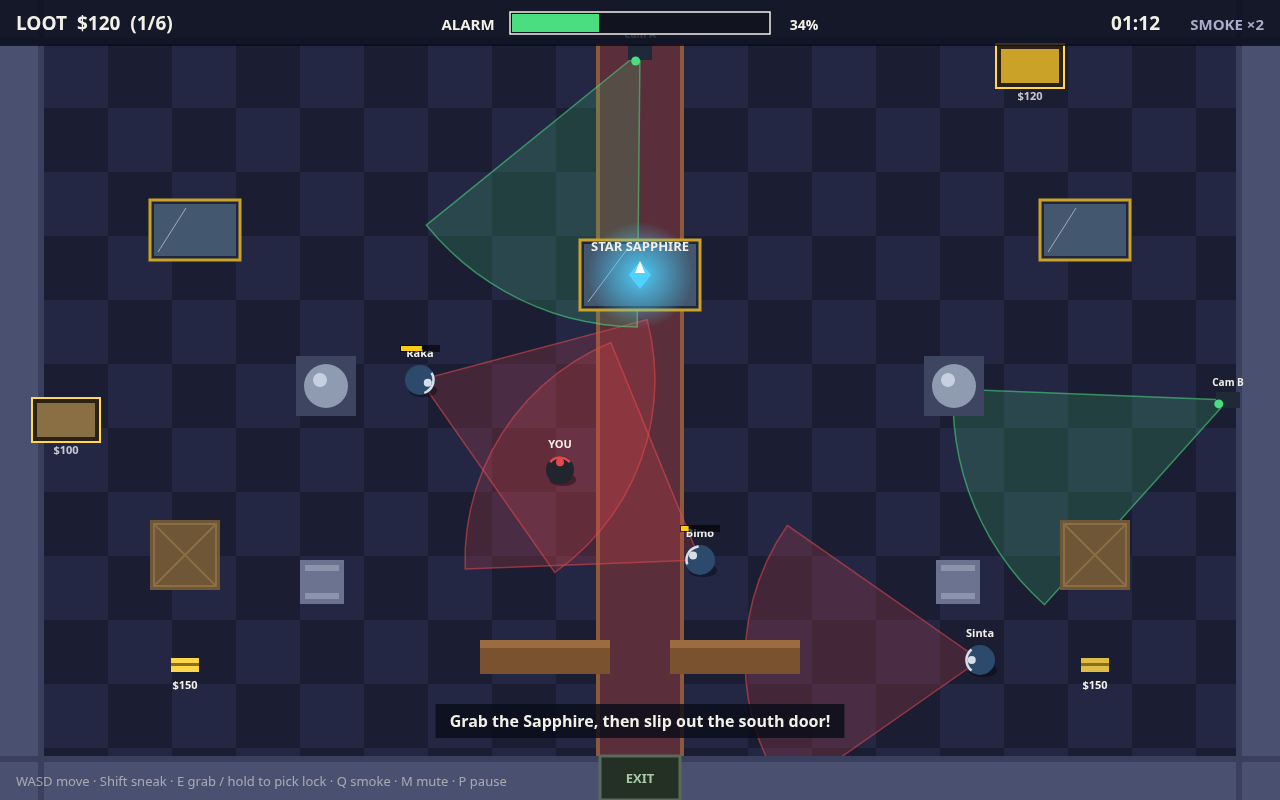 LOOT $120 (1/6)
ALARM
34%
01:12
SMOKE ×2
Cam A
$120
STAR SAPPHIRE
Raka
Cam B
$100
YOU
Bimo
Sinta
$150
$150
Grab the Sapphire, then slip out the south door!
EXIT
WASD move · Shift sneak · E grab / hold to pick lock · Q smoke · M mute · P pause